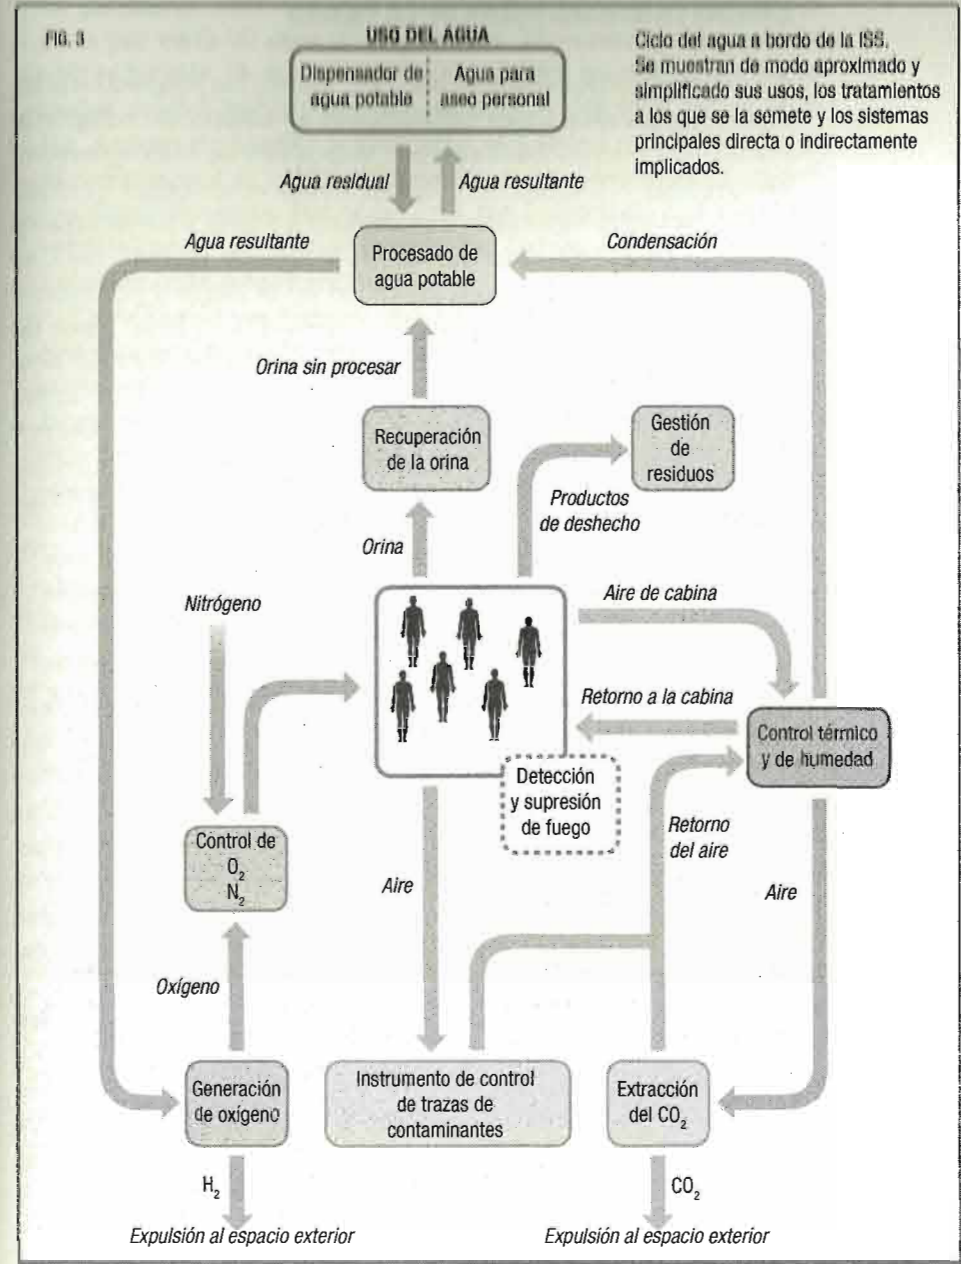 FIG. 3
USO DEL AGUA
Dispensador de
agua potable
Agua para
aseo personal
Ciclo del agua a bordo de la ISS.
Se muestran de modo aproximado y
simplificado sus usos, los tratamientos
a los que se la somete y los sistemas
principales directa o indirectamente
implicados.
Agua residual
Agua resultante
Agua resultante
Procesado de
agua potable
Condensación
Orina sin procesar
Recuperación
de la orina
Gestión
de
residuos
Productos
de deshecho
Orina
Nitrógeno
Aire de cabina
Retorno a la cabina
Control térmico
y de humedad
Detección
y supresión
de fuego
Retorno
del aire
Control de
O₂
N₂
Aire
Aire
Oxígeno
Generación
de oxígeno
Instrumento de control
de trazas de
contaminantes
Extracción
del CO₂
H₂
CO₂
Expulsión al espacio exterior
Expulsión al espacio exterior